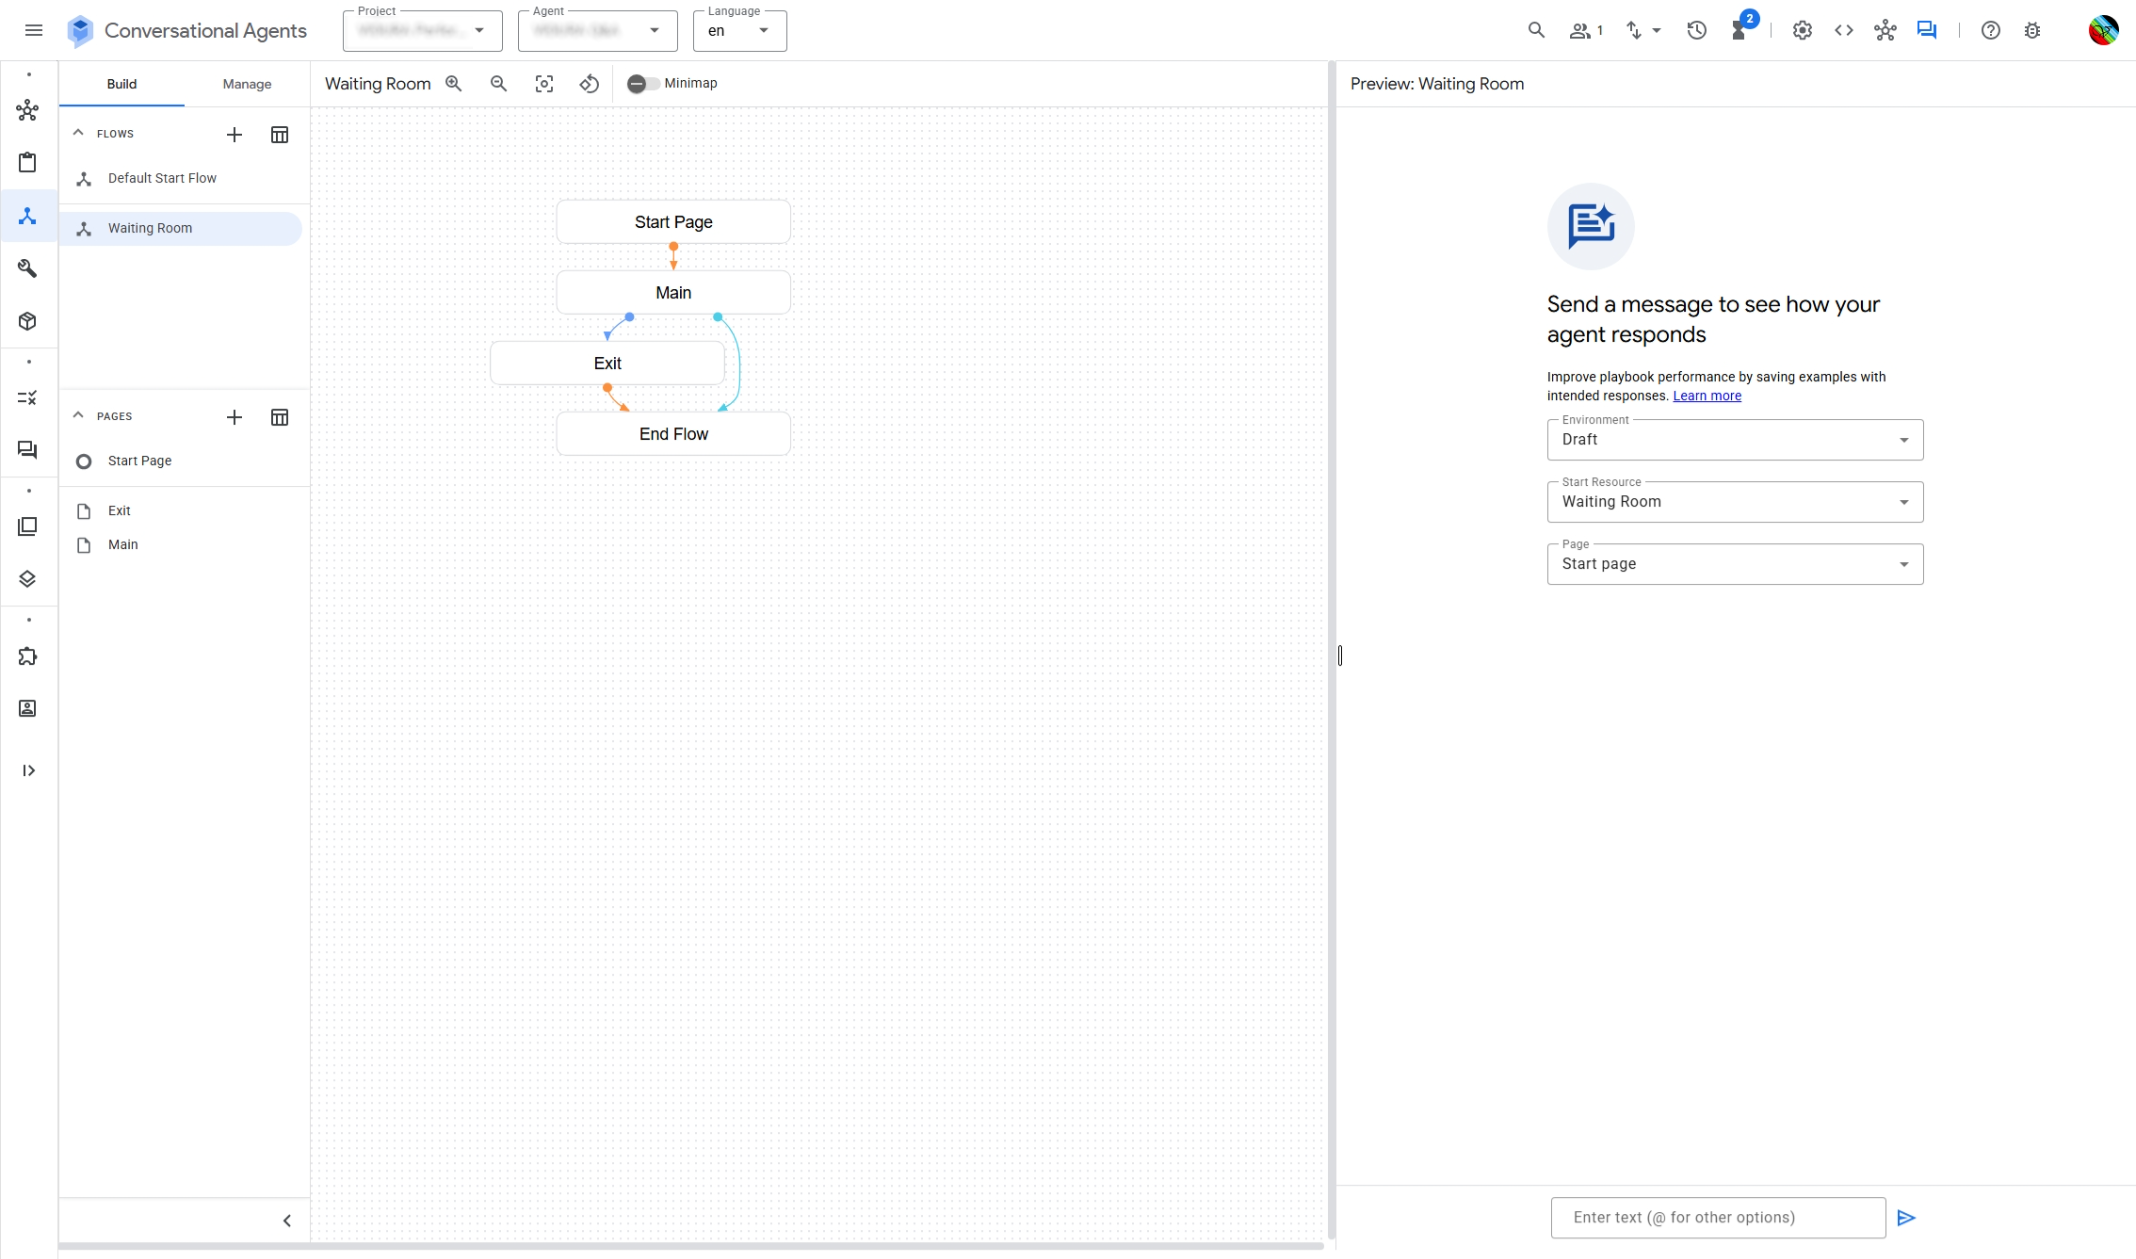 Conversational Agents
Project
Agent
Language
en
1
2
Build
Manage
FLOWS
Default Start Flow
Waiting Room
PAGES
Start Page
Exit
Main
Waiting Room
Minimap
Start Page
Main
Exit
End Flow
Preview: Waiting Room
Send a message to see how your
agent responds
Improve playbook performance by saving examples with
intended responses. Learn more
Environment
Draft
Start Resource
Waiting Room
Page
Start page
Enter text (@ for other options)